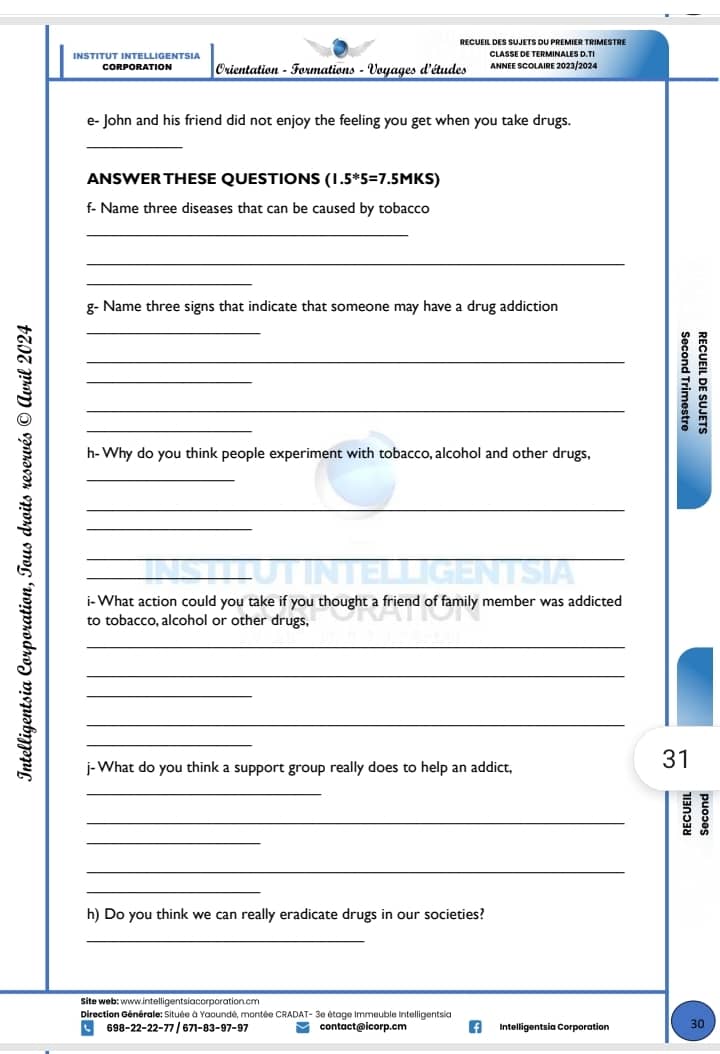 INSTITUT INTELLIGENTSIA
CORPORATION
Orientation - Formations - Voyages d'études
RECUEIL DES SUJETS DU PREMIER TRIMESTRE
CLASSE DE TERMINALES D.TI
ANNEE SCOLAIRE 2023/2024
e- John and his friend did not enjoy the feeling you get when you take drugs.
ANSWER THESE QUESTIONS (1.5*5=7.5MKS)
f- Name three diseases that can be caused by tobacco
g- Name three signs that indicate that someone may have a drug addiction
h- Why do you think people experiment with tobacco, alcohol and other drugs,
i- What action could you take if you thought a friend of family member was addicted
to tobacco, alcohol or other drugs,
j- What do you think a support group really does to help an addict,
h) Do you think we can really eradicate drugs in our societies?
INSTITUT INTELLIGENTSIA
CORPORATION
Intelligentsia Corporation, Tous droits reservés © Avril 2024
RECUEIL DE SUJETS
Second Trimestre
31
RECUEIL
Second
Site web: www.intelligentsiacorporation.cm
Direction Générale: Située à Yaoundé, montée CRADAT- 3e étage Immeuble Intelligentsia
698-22-22-77 / 671-83-97-97
contact@icorp.cm
Intelligentsia Corporation
30